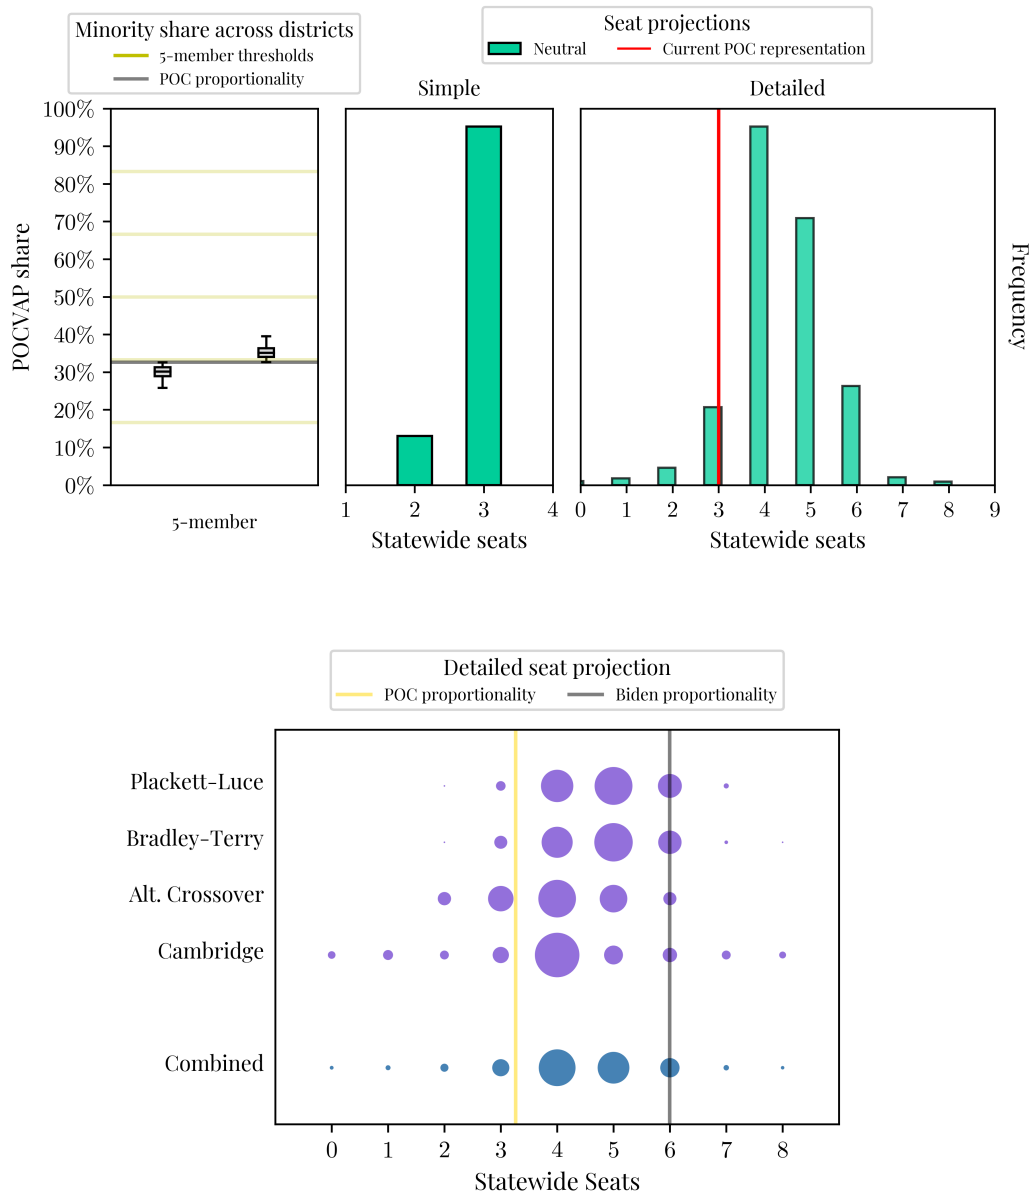 Minority share across districts
5-member thresholds
POC proportionality
Seat projections
Neutral
Current POC representation
Simple
Detailed
100%
90%
80%
70%
60%
50%
40%
30%
20%
10%
0%
POCVAP share
5-member
1 2 3 4
Statewide seats
0 1 2 3 4 5 6 7 8 9
Statewide seats
Frequency
Detailed seat projection
POC proportionality
Biden proportionality
Plackett-Luce
Bradley-Terry
Alt. Crossover
Cambridge
Combined
0 1 2 3 4 5 6 7 8
Statewide Seats